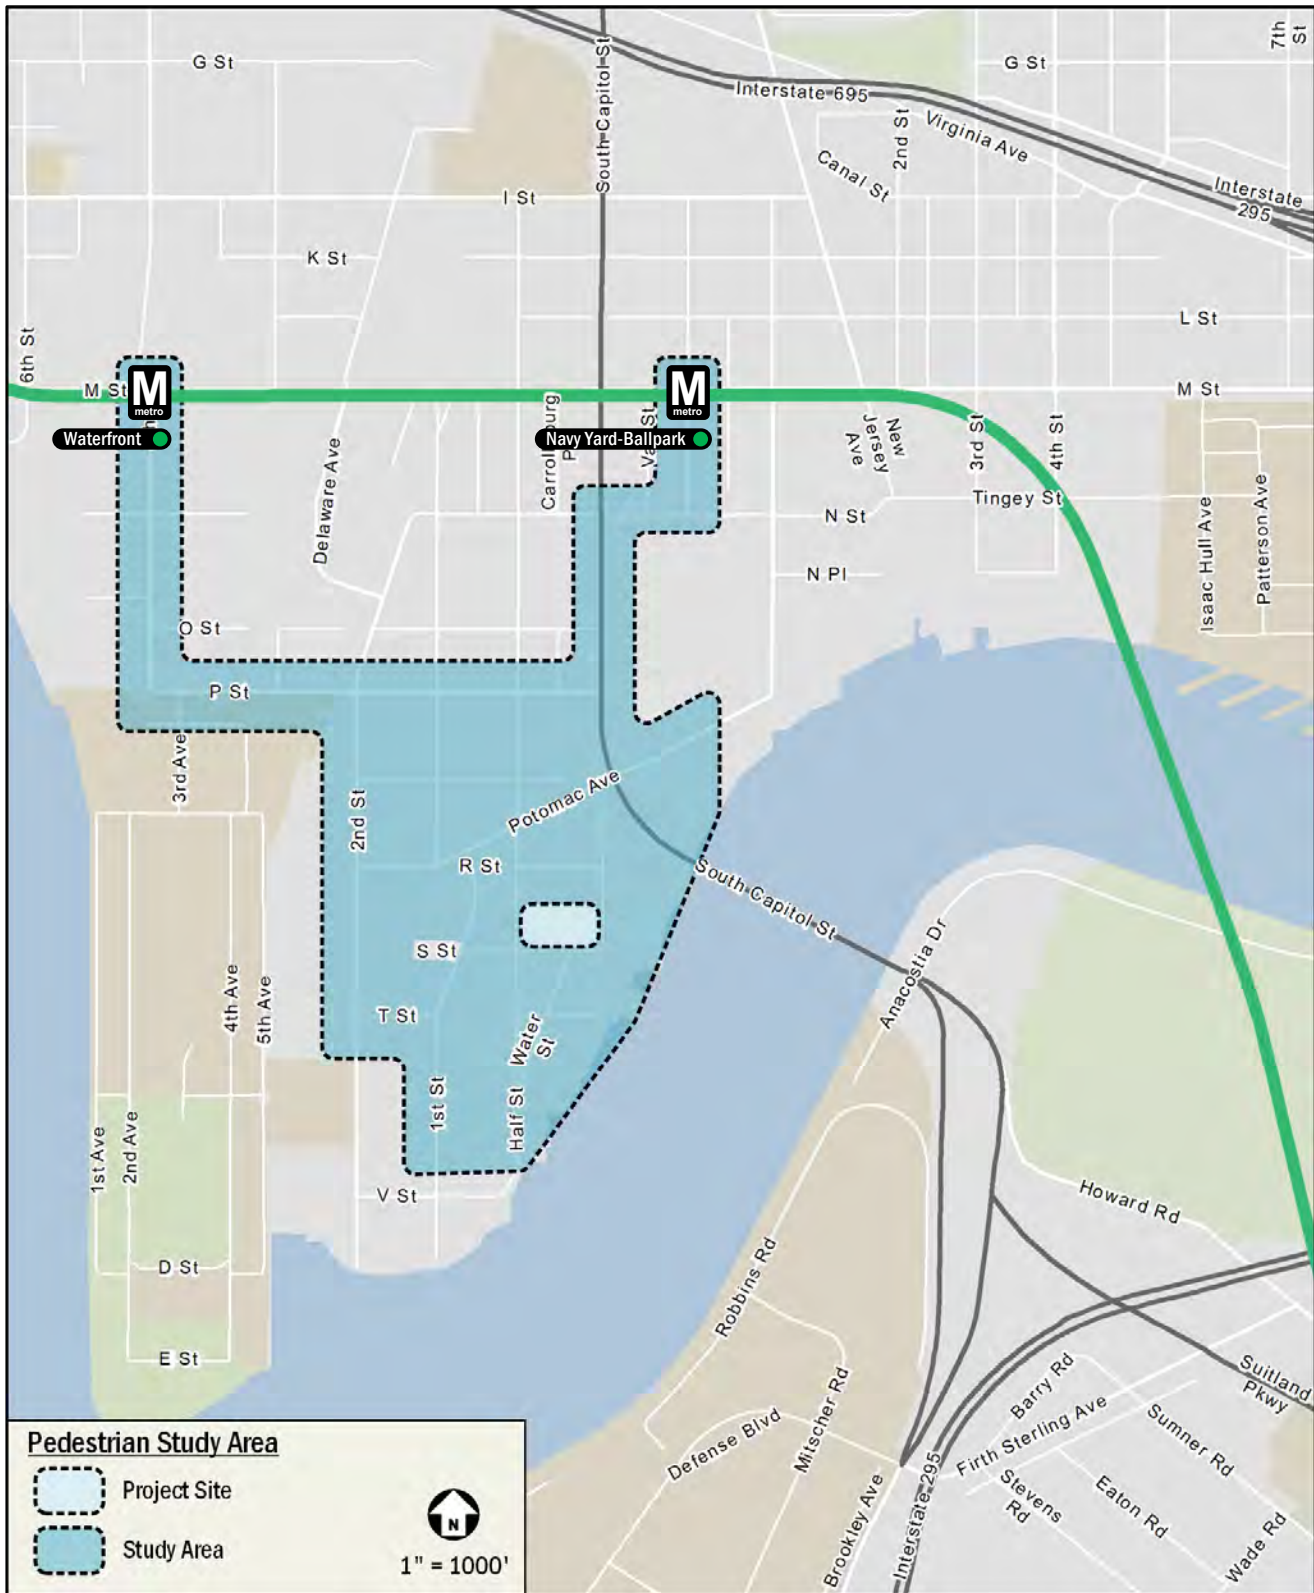 7th
St
G St
G St
South Capitol St
Interstate 695
2nd St
Virginia Ave
Canal St
Interstate
295
I St
K St
L St
6th St
M St
M
metro
M
metro
M St
Waterfront
Navy Yard-Ballpark
Delaware Ave
New
Jersey
Ave
3rd St
4th St
Tingey St
N St
N Pl
Isaac Hull Ave
Patterson Ave
O St
P St
3rd Ave
2nd St
Potomac Ave
R St
South Capitol St
S St
Anacostia Dr
4th Ave
5th Ave
T St
Water
St
1st St
Half St
1st Ave
2nd Ave
V St
Howard Rd
D St
Robbins Rd
E St
Suitland
Pkwy
Barry Rd
Mitscher Rd
Firth Sterling Ave
Sumner Rd
Defense Blvd
Interstate 295
Stevens
Rd
Eaton Rd
Wade Rd
Brookley Ave
Pedestrian Study Area
Project Site
Study Area
N
1" = 1000'